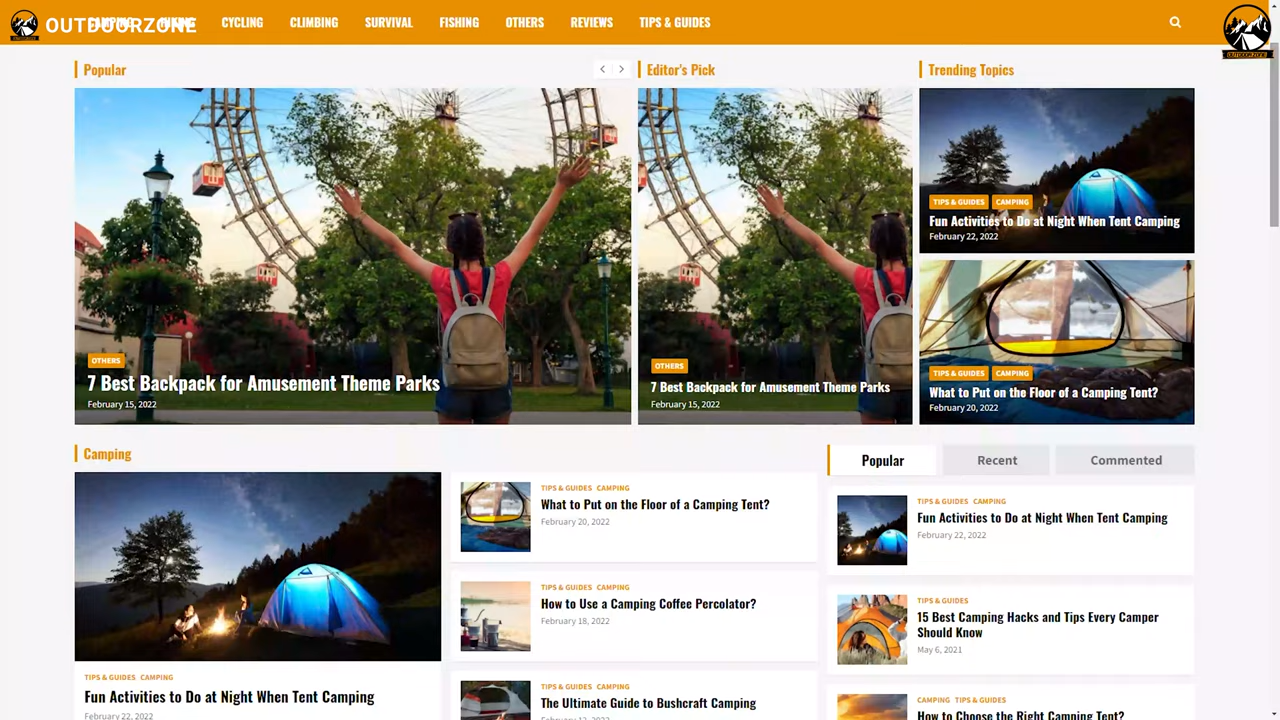 OUTDOORZONE
CAMPING HIKING CYCLING CLIMBING SURVIVAL FISHING OTHERS REVIEWS TIPS & GUIDES
OUTDOORZONE
Popular
Editor's Pick
Trending Topics
OTHERS
7 Best Backpack for Amusement Theme Parks
February 15, 2022
OTHERS
7 Best Backpack for Amusement Theme Parks
February 15, 2022
TIPS & GUIDES CAMPING
Fun Activities to Do at Night When Tent Camping
February 22, 2022
TIPS & GUIDES CAMPING
What to Put on the Floor of a Camping Tent?
February 20, 2022
Camping
TIPS & GUIDES CAMPING
Fun Activities to Do at Night When Tent Camping
February 22, 2022
TIPS & GUIDES CAMPING
What to Put on the Floor of a Camping Tent?
February 20, 2022
TIPS & GUIDES CAMPING
How to Use a Camping Coffee Percolator?
February 18, 2022
TIPS & GUIDES CAMPING
The Ultimate Guide to Bushcraft Camping
Popular Recent Commented
TIPS & GUIDES CAMPING
Fun Activities to Do at Night When Tent Camping
February 22, 2022
TIPS & GUIDES
15 Best Camping Hacks and Tips Every Camper
Should Know
May 6, 2021
CAMPING TIPS & GUIDES
How to Choose the Right Camping Tent?